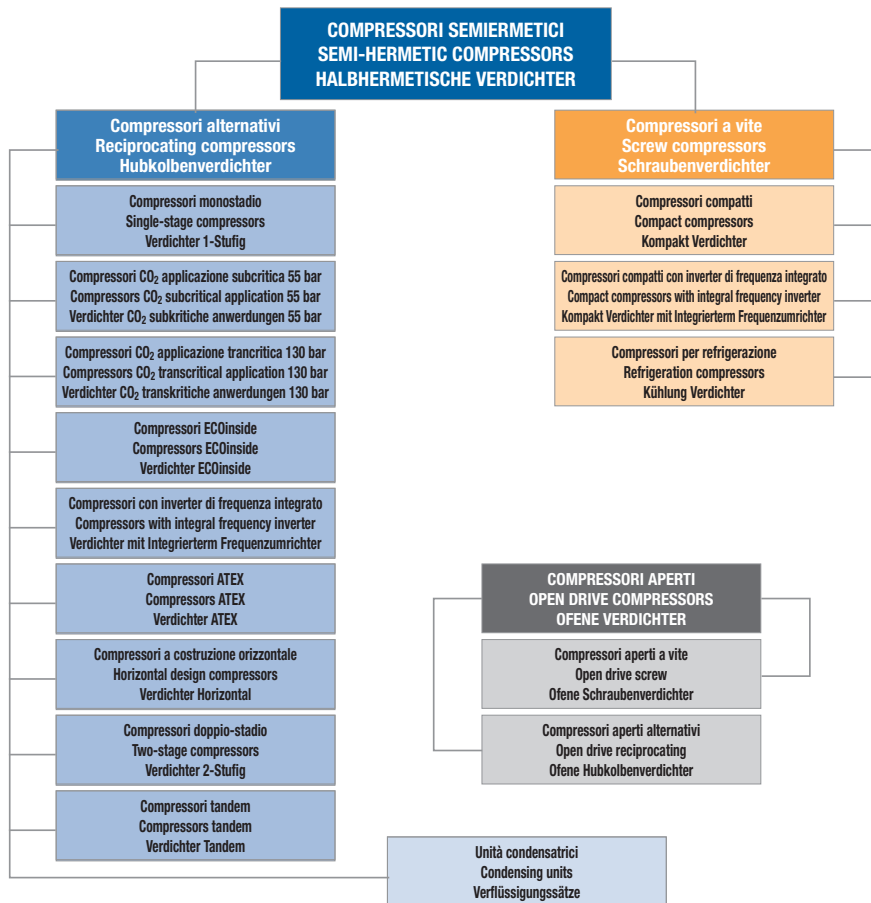 COMPRESSORI SEMIERMETICI
SEMI-HERMETIC COMPRESSORS
HALBHERMETISCHE VERDICHTER
Compressori alternativi
Reciprocating compressors
Hubkolbenverdichter
Compressori monostadio
Single-stage compressors
Verdichter 1-Stufig
Compressori CO₂ applicazione subcritica 55 bar
Compressors CO₂ subcritical application 55 bar
Verdichter CO₂ subkritiche anwerdungen 55 bar
Compressori CO₂ applicazione trancritica 130 bar
Compressors CO₂ transcritical application 130 bar
Verdichter CO₂ transkritiche anwerdungen 130 bar
Compressori ECOinside
Compressors ECOinside
Verdichter ECOinside
Compressori con inverter di frequenza integrato
Compressors with integral frequency inverter
Verdichter mit Integrierterm Frequenzumrichter
Compressori ATEX
Compressors ATEX
Verdichter ATEX
Compressori a costruzione orizzontale
Horizontal design compressors
Verdichter Horizontal
Compressori doppio-stadio
Two-stage compressors
Verdichter 2-Stufig
Compressori tandem
Compressors tandem
Verdichter Tandem
Compressori a vite
Screw compressors
Schraubenverdichter
Compressori compatti
Compact compressors
Kompakt Verdichter
Compressori compatti con inverter di frequenza integrato
Compact compressors with integral frequency inverter
Kompakt Verdichter mit Integrierterm Frequenzumrichter
Compressori per refrigerazione
Refrigeration compressors
Kühlung Verdichter
COMPRESSORI APERTI
OPEN DRIVE COMPRESSORS
OFENE VERDICHTER
Compressori aperti a vite
Open drive screw
Ofene Schraubenverdichter
Compressori aperti alternativi
Open drive reciprocating
Ofene Hubkolbenverdichter
Unità condensatrici
Condensing units
Verflüssigungssätze